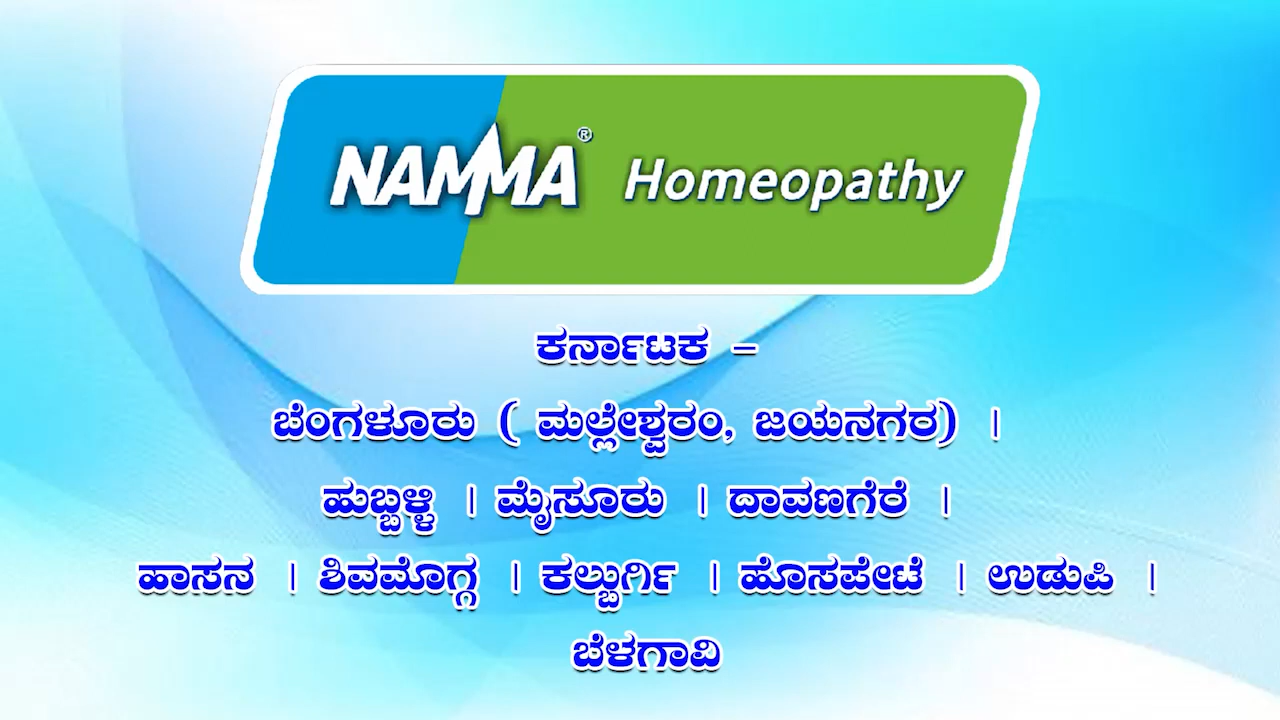 NAMMA® Homeopathy
ಕರ್ನಾಟಕ –
ಬೆಂಗಳೂರು ( ಮಲ್ಲೇಶ್ವರಂ, ಜಯನಗರ) |
ಹುಬ್ಬಳ್ಳಿ | ಮೈಸೂರು | ದಾವಣಗೆರೆ |
ಹಾಸನ | ಶಿವಮೊಗ್ಗ | ಕಲ್ಬುರ್ಗಿ | ಹೊಸಪೇಟೆ | ಉಡುಪಿ |
ಬೆಳಗಾವಿ